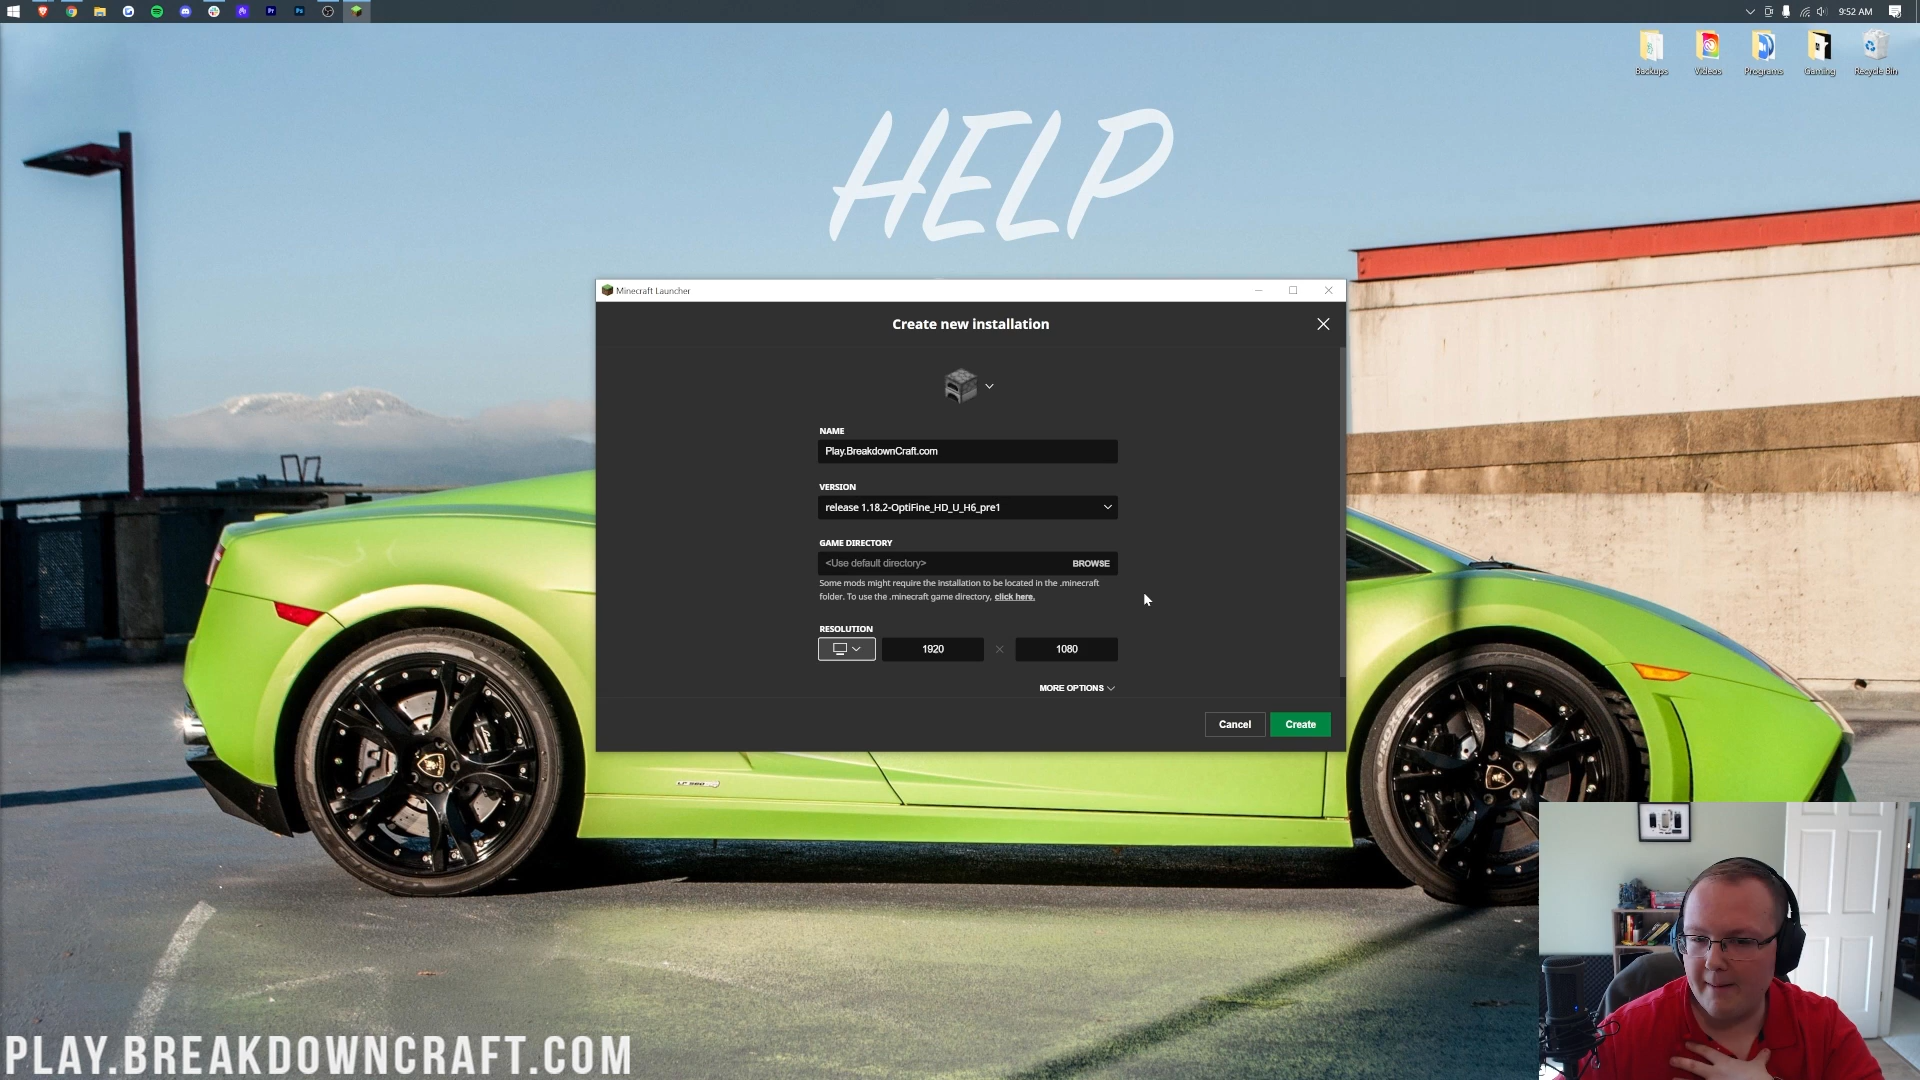 9:52 AM
Backups
Videos
Programs
Gaming
Recycle Bin
HELP
Minecraft Launcher
Create new installation
NAME
Play.BreakdownCraft.com
VERSION
release 1.18.2-OptiFine_HD_U_H6_pre1
GAME DIRECTORY
<Use default directory>
BROWSE
Some mods might require the installation to be located in the .minecraft
folder. To use the .minecraft game directory, click here.
RESOLUTION
1920 × 1080
MORE OPTIONS
Cancel
Create
PLAY.BREAKDOWNCRAFT.COM